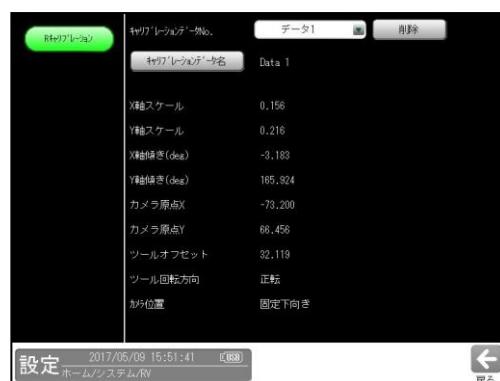 Rｷｬﾘﾌﾞﾚｰｼｮﾝ
ｷｬﾘﾌﾞﾚｰｼｮﾝﾃﾞｰﾀNo.
データ1
削除
ｷｬﾘﾌﾞﾚｰｼｮﾝﾃﾞｰﾀ名
Data 1
X軸スケール
0.156
Y軸スケール
0.216
X軸傾き(deg)
-3.183
Y軸傾き(deg)
165.924
カメラ原点X
-73.200
カメラ原点Y
66.456
ツールオフセット
32.119
ツール回転方向
正転
ｶﾒﾗ位置
固定下向き
設定
2017/05/09 15:51:41
ホーム/システム/RV
戻る